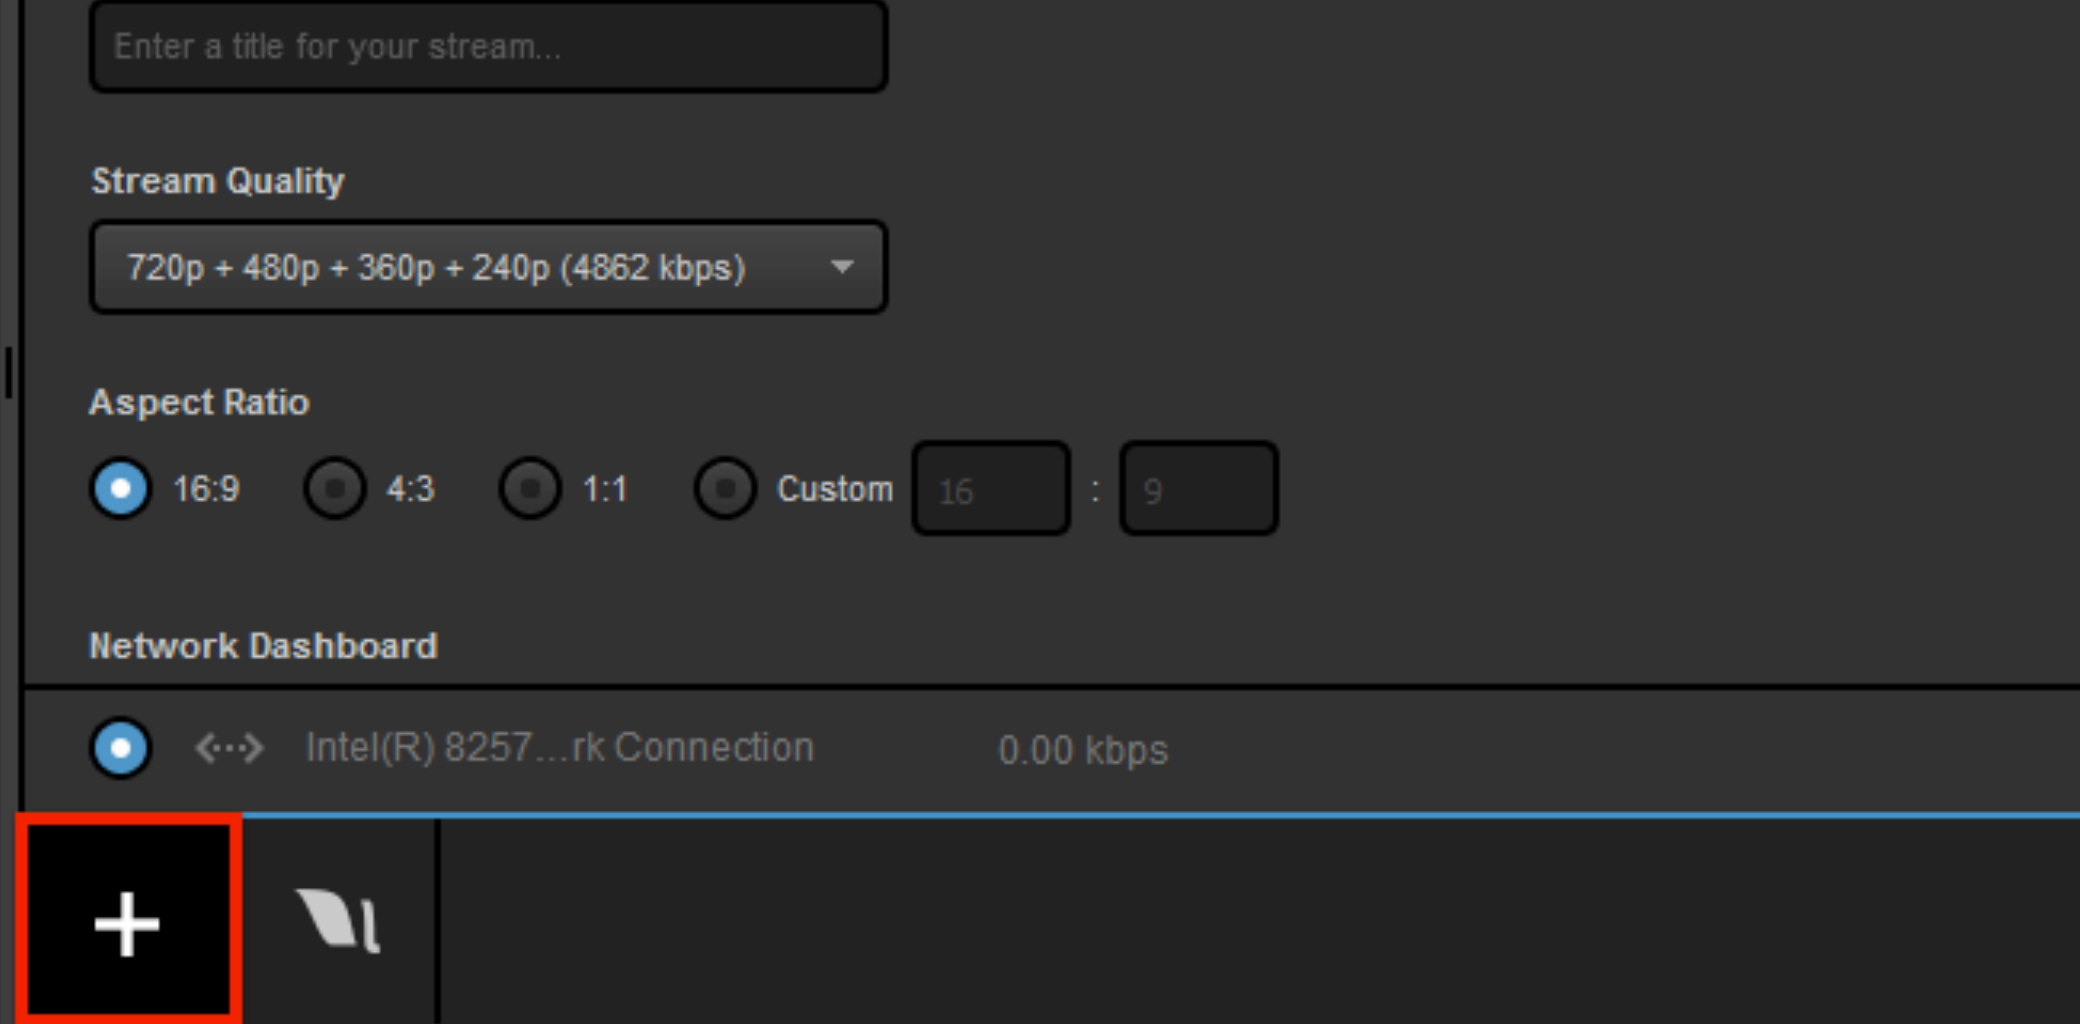 Enter a title for your stream...
Stream Quality
720p + 480p + 360p + 240p (4862 kbps)
Aspect Ratio
16:9 4:3 1:1 Custom 16 : 9
Network Dashboard
Intel(R) 8257...rk Connection 0.00 kbps